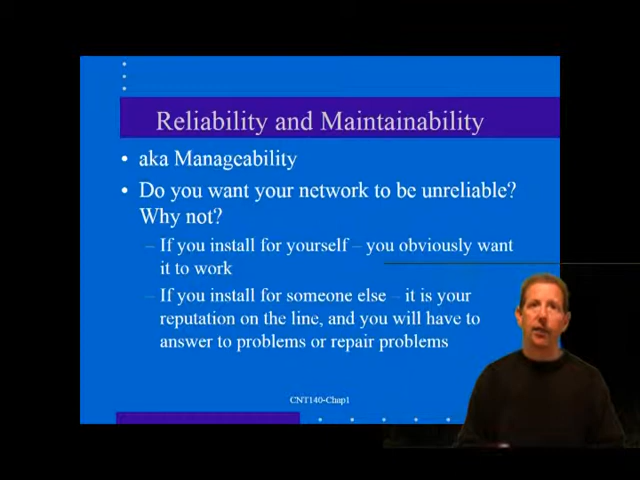 Reliability and Maintainability
• aka Manageability
• Do you want your network to be unreliable?
Why not?
– If you install for yourself – you obviously want
it to work
– If you install for someone else – it is your
reputation on the line, and you will have to
answer to problems or repair problems
CNT140-Chap1